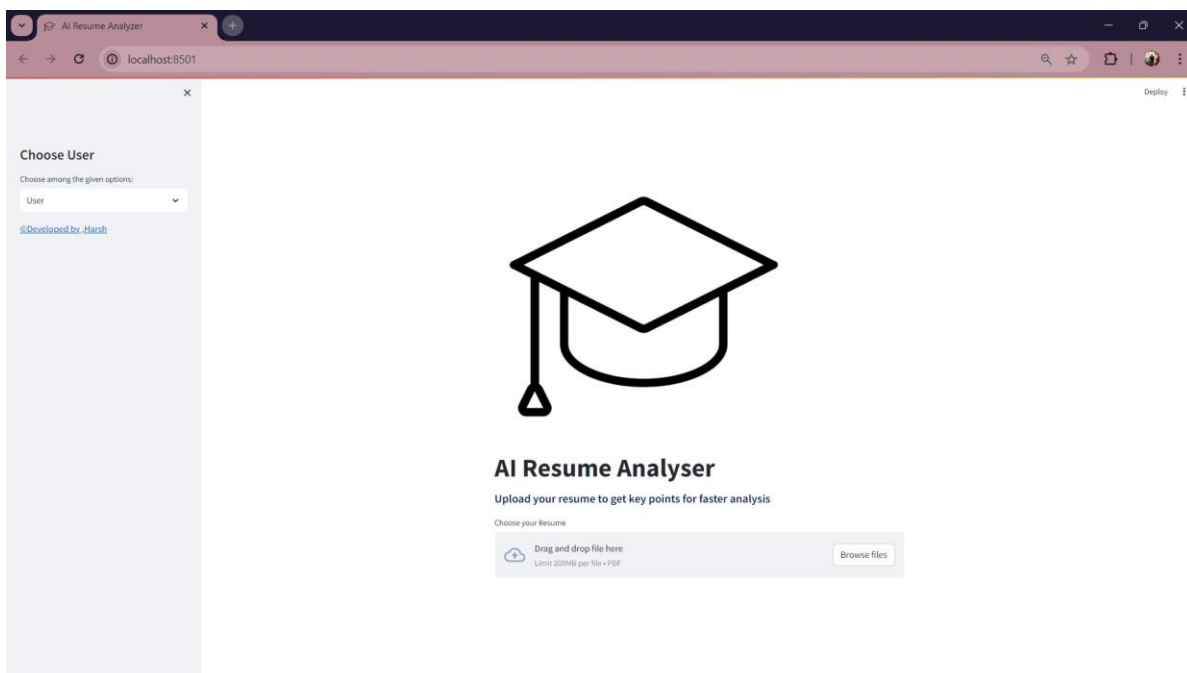 AI Resume Analyzer
localhost:8501
Deploy
Choose User
Choose among the given options:
User
©Developed by ,Harsh
AI Resume Analyser
Upload your resume to get key points for faster analysis
Choose your Resume
Drag and drop file here
Limit 200MB per file • PDF
Browse files